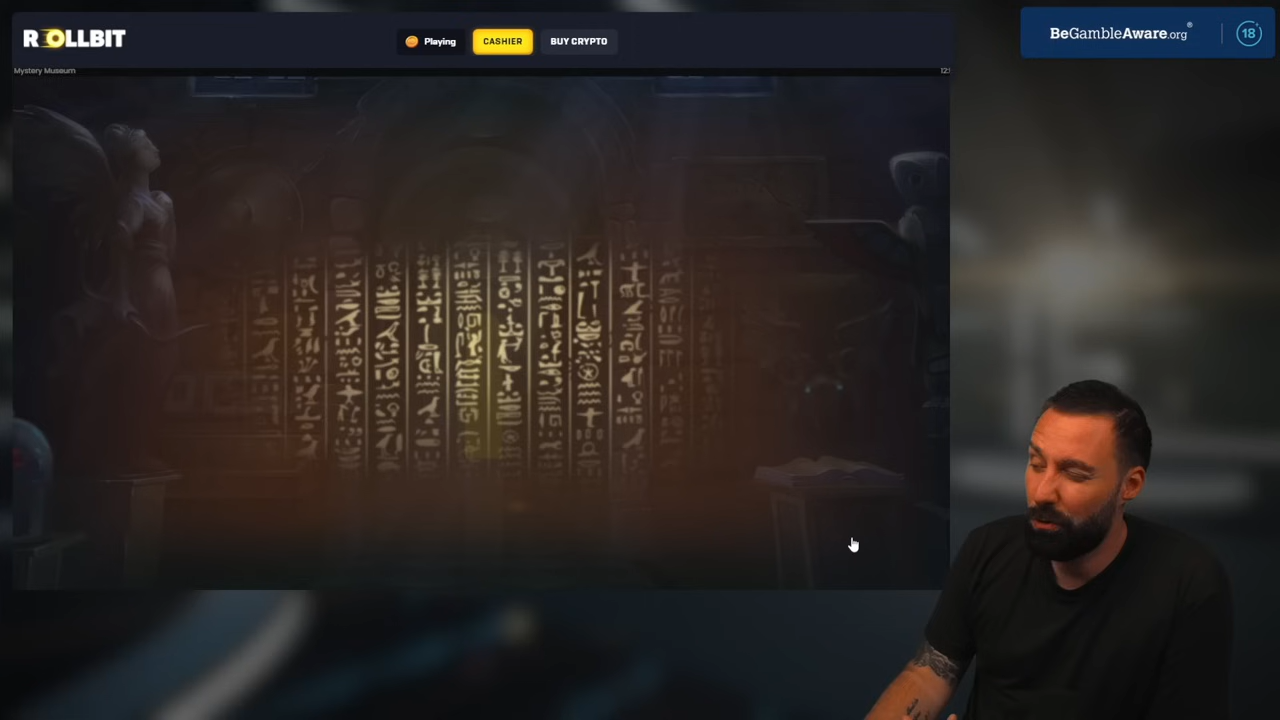 ROLLBIT
Playing
CASHIER
BUY CRYPTO
BeGambleAware.org®
18+
Mystery Museum